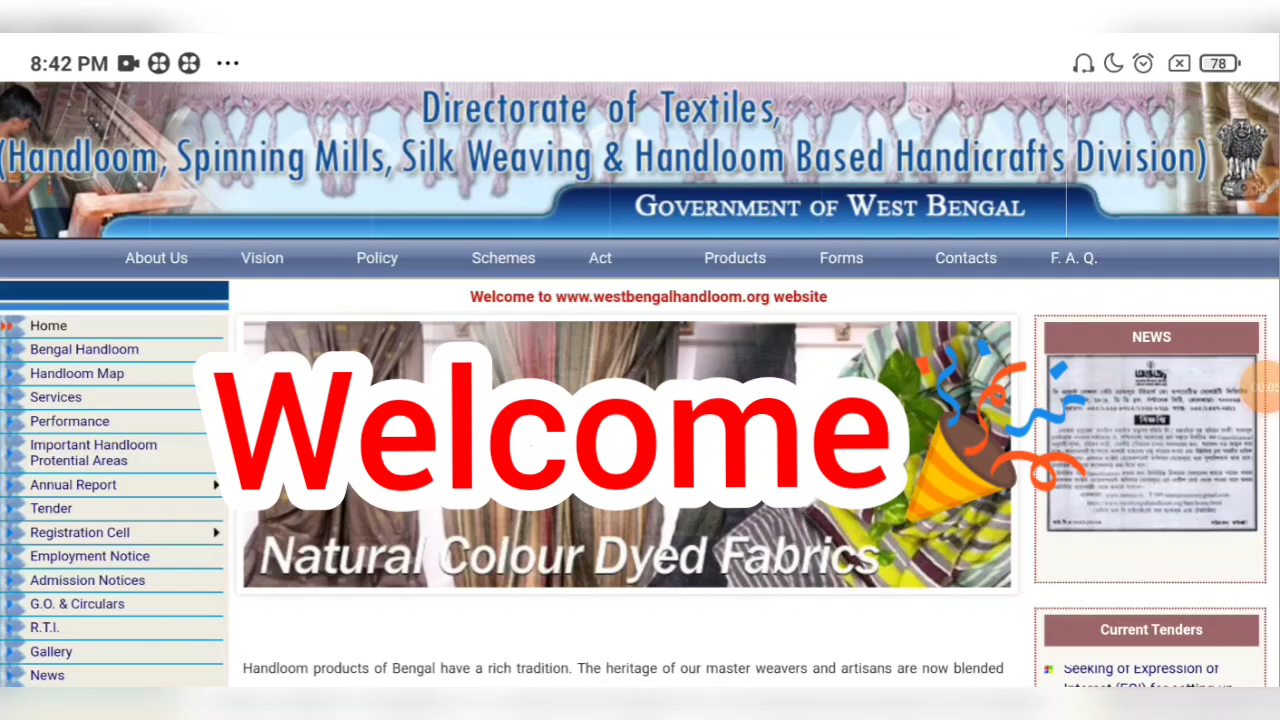 8:42 PM
78
Directorate of Textiles,
(Handloom, Spinning Mills, Silk Weaving & Handloom Based Handicrafts Division)
GOVERNMENT OF WEST BENGAL
About Us Vision Policy Schemes Act Products Forms Contacts F. A. Q.
Welcome to www.westbengalhandloom.org website
Home
Bengal Handloom
Handloom Map
Services
Performance
Important Handloom
Protential Areas
Annual Report
Tender
Registration Cell
Employment Notice
Admission Notices
G.O. & Circulars
R.T.I.
Gallery
News
Welcome
Natural Colour Dyed Fabrics
Handloom products of Bengal have a rich tradition. The heritage of our master weavers and artisans are now blended
NEWS
Current Tenders
Seeking of Expression of
Interest (EOI) for setting up